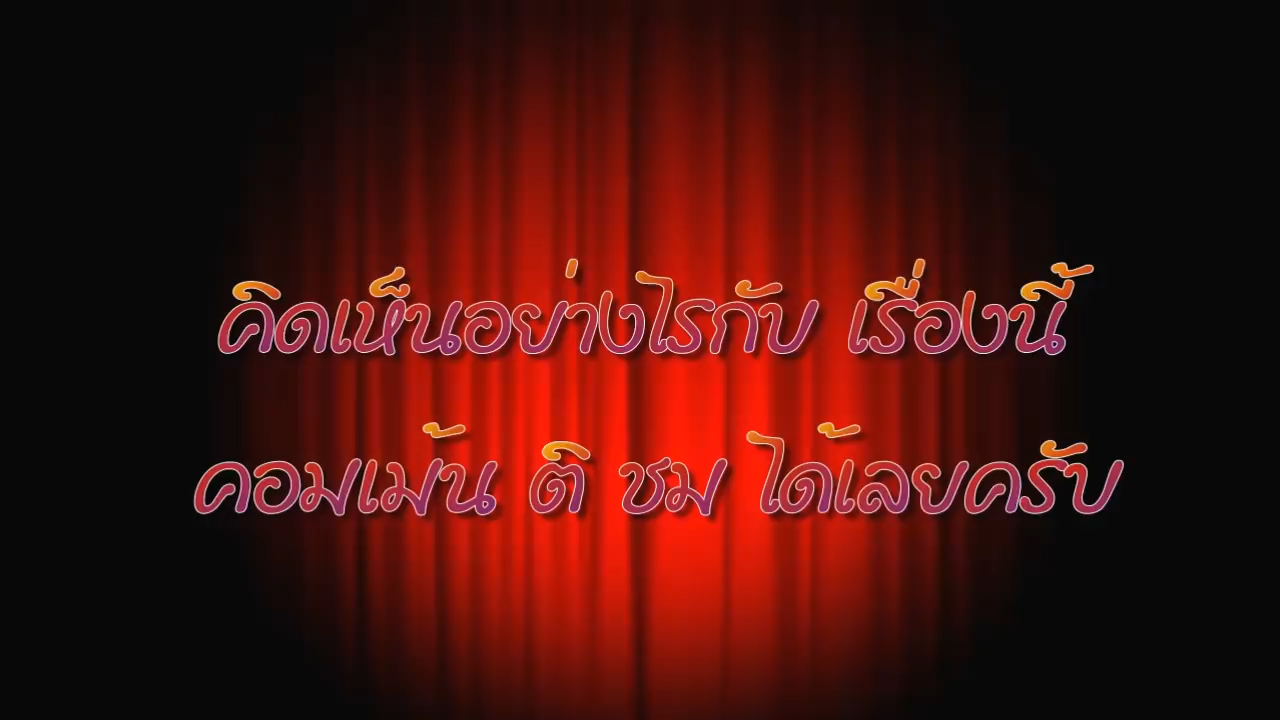 คิดเห็นอย่างไรกับ เรื่องนี้
คอมเม้น ติ ชม ได้เลยครับ